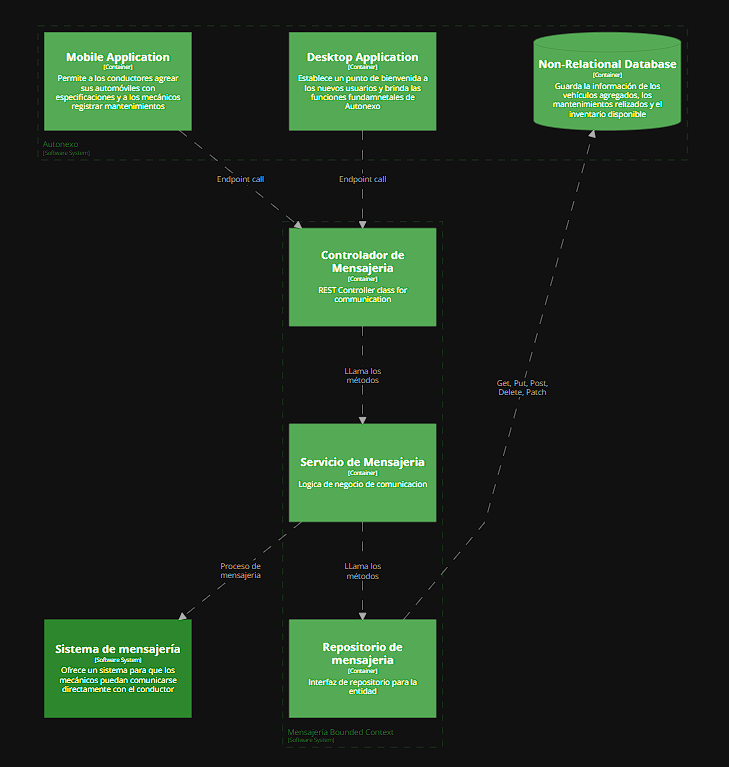 Mobile Application
[Container]
Permite a los conductores agrear
sus automóviles con
especificaciones y a los mecánicos
registrar mantenimientos
Desktop Application
[Container]
Establece un punto de bienvenida a
los nuevos usuarios y brinda las
funciones fundamnetales de
Autonexo
Non-Relational Database
[Container]
Guarda la información de los
vehículos agregados, los
mantenimientos relizados y el
inventario disponible
Autonexo
[Software System]
Endpoint call
Endpoint call
Controlador de
Mensajeria
[Container]
REST Controller class for
communication
LLama los
métodos
Get, Put, Post,
Delete, Patch
Servicio de Mensajeria
[Container]
Logica de negocio de comunicacion
Proceso de
mensajeria
LLama los
métodos
Sistema de mensajería
[Software System]
Ofrece un sistema para que los
mecánicos puedan comunicarse
directamente con el conductor
Repositorio de
mensajeria
[Container]
Interfaz de repositorio para la
entidad
Mensajeria Bounded Context
[Software System]